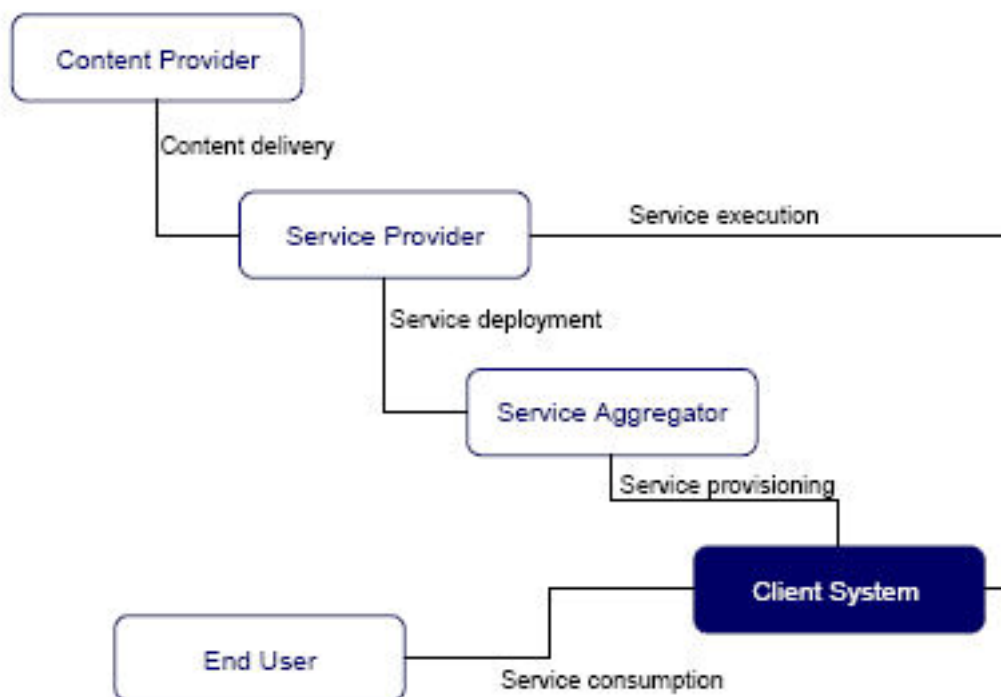 Content Provider
Content delivery
Service execution
Service Provider
Service deployment
Service Aggregator
Service provisioning
Client System
End User
Service consumption